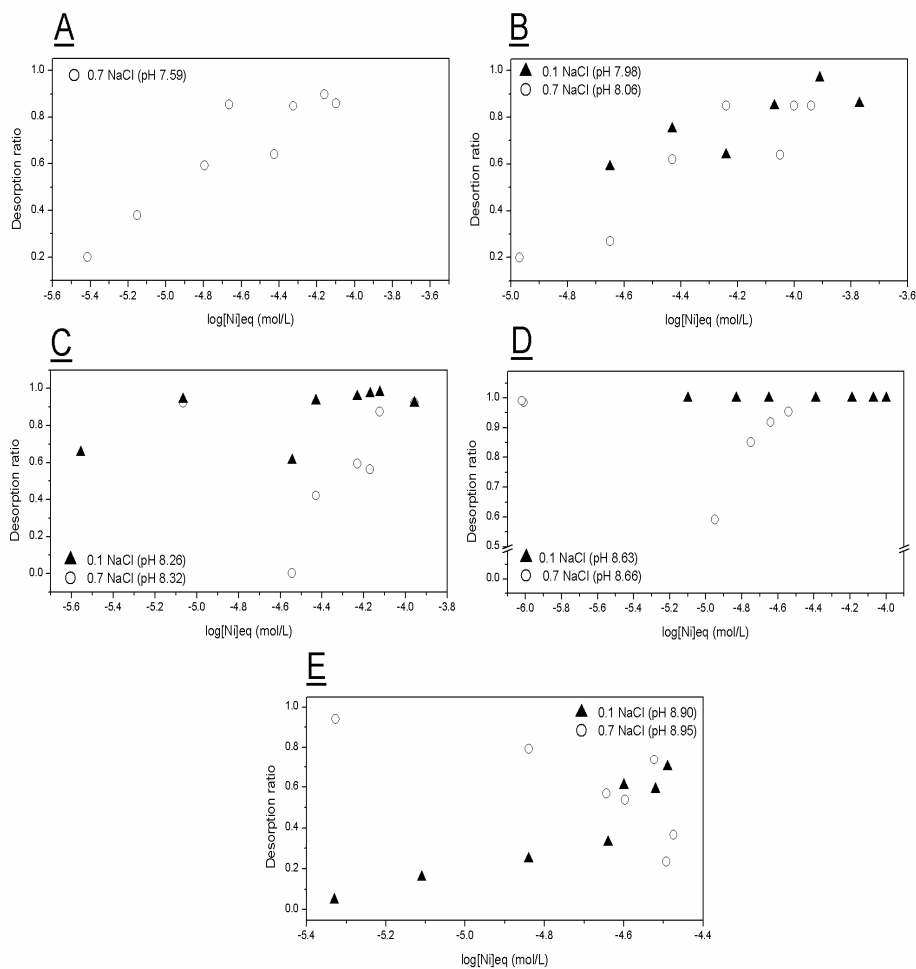 A
0.7 NaCl (pH 7.59)
1.0
0.8
0.6
0.4
0.2
Desorption ratio
-5.6 -5.4 -5.2 -5.0 -4.8 -4.6 -4.4 -4.2 -4.0 -3.8 -3.6
log[Ni]eq (mol/L)
B
0.1 NaCl (pH 7.98)
0.7 NaCl (pH 8.06)
1.0
0.8
0.6
0.4
0.2
Desortion ratio
-5.0 -4.8 -4.6 -4.4 -4.2 -4.0 -3.8 -3.6
log[Ni]eq (mol/L)
C
1.0
0.8
0.6
0.4
0.2
0.0
Desorption ratio
0.1 NaCl (pH 8.26)
0.7 NaCl (pH 8.32)
-5.6 -5.4 -5.2 -5.0 -4.8 -4.6 -4.4 -4.2 -4.0 -3.8
log[Ni]eq (mol/L)
D
1.0
0.9
0.8
0.7
0.6
0.5
0.0
Desorption ratio
0.1 NaCl (pH 8.63)
0.7 NaCl (pH 8.66)
-6.0 -5.8 -5.6 -5.4 -5.2 -5.0 -4.8 -4.6 -4.4 -4.2 -4.0
log[Ni]eq (mol/L)
E
0.1 NaCl (pH 8.90)
0.7 NaCl (pH 8.95)
1.0
0.8
0.6
0.4
0.2
0.0
Desorption ratio
-5.4 -5.2 -5.0 -4.8 -4.6 -4.4
log[Ni]eq (mol/L)